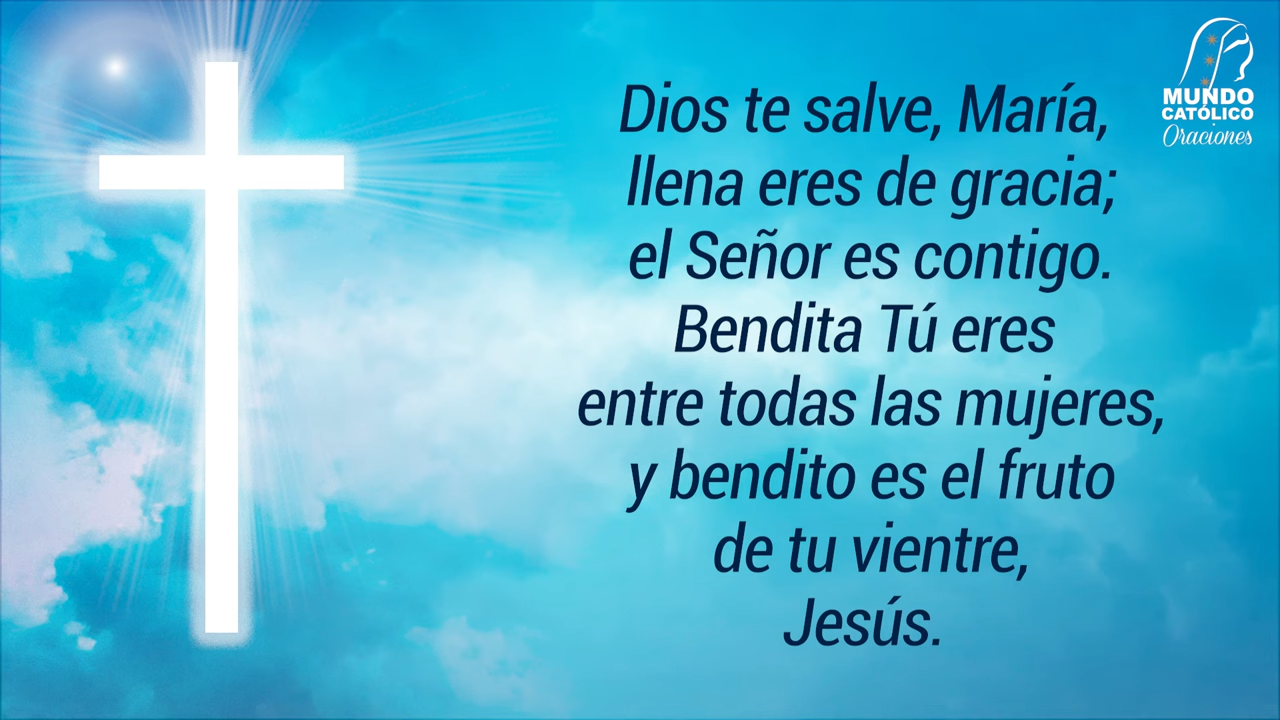 Dios te salve, María,
llena eres de gracia;
el Señor es contigo.
Bendita Tú eres
entre todas las mujeres,
y bendito es el fruto
de tu vientre,
Jesús.
MUNDO
CATÓLICO
Oraciones